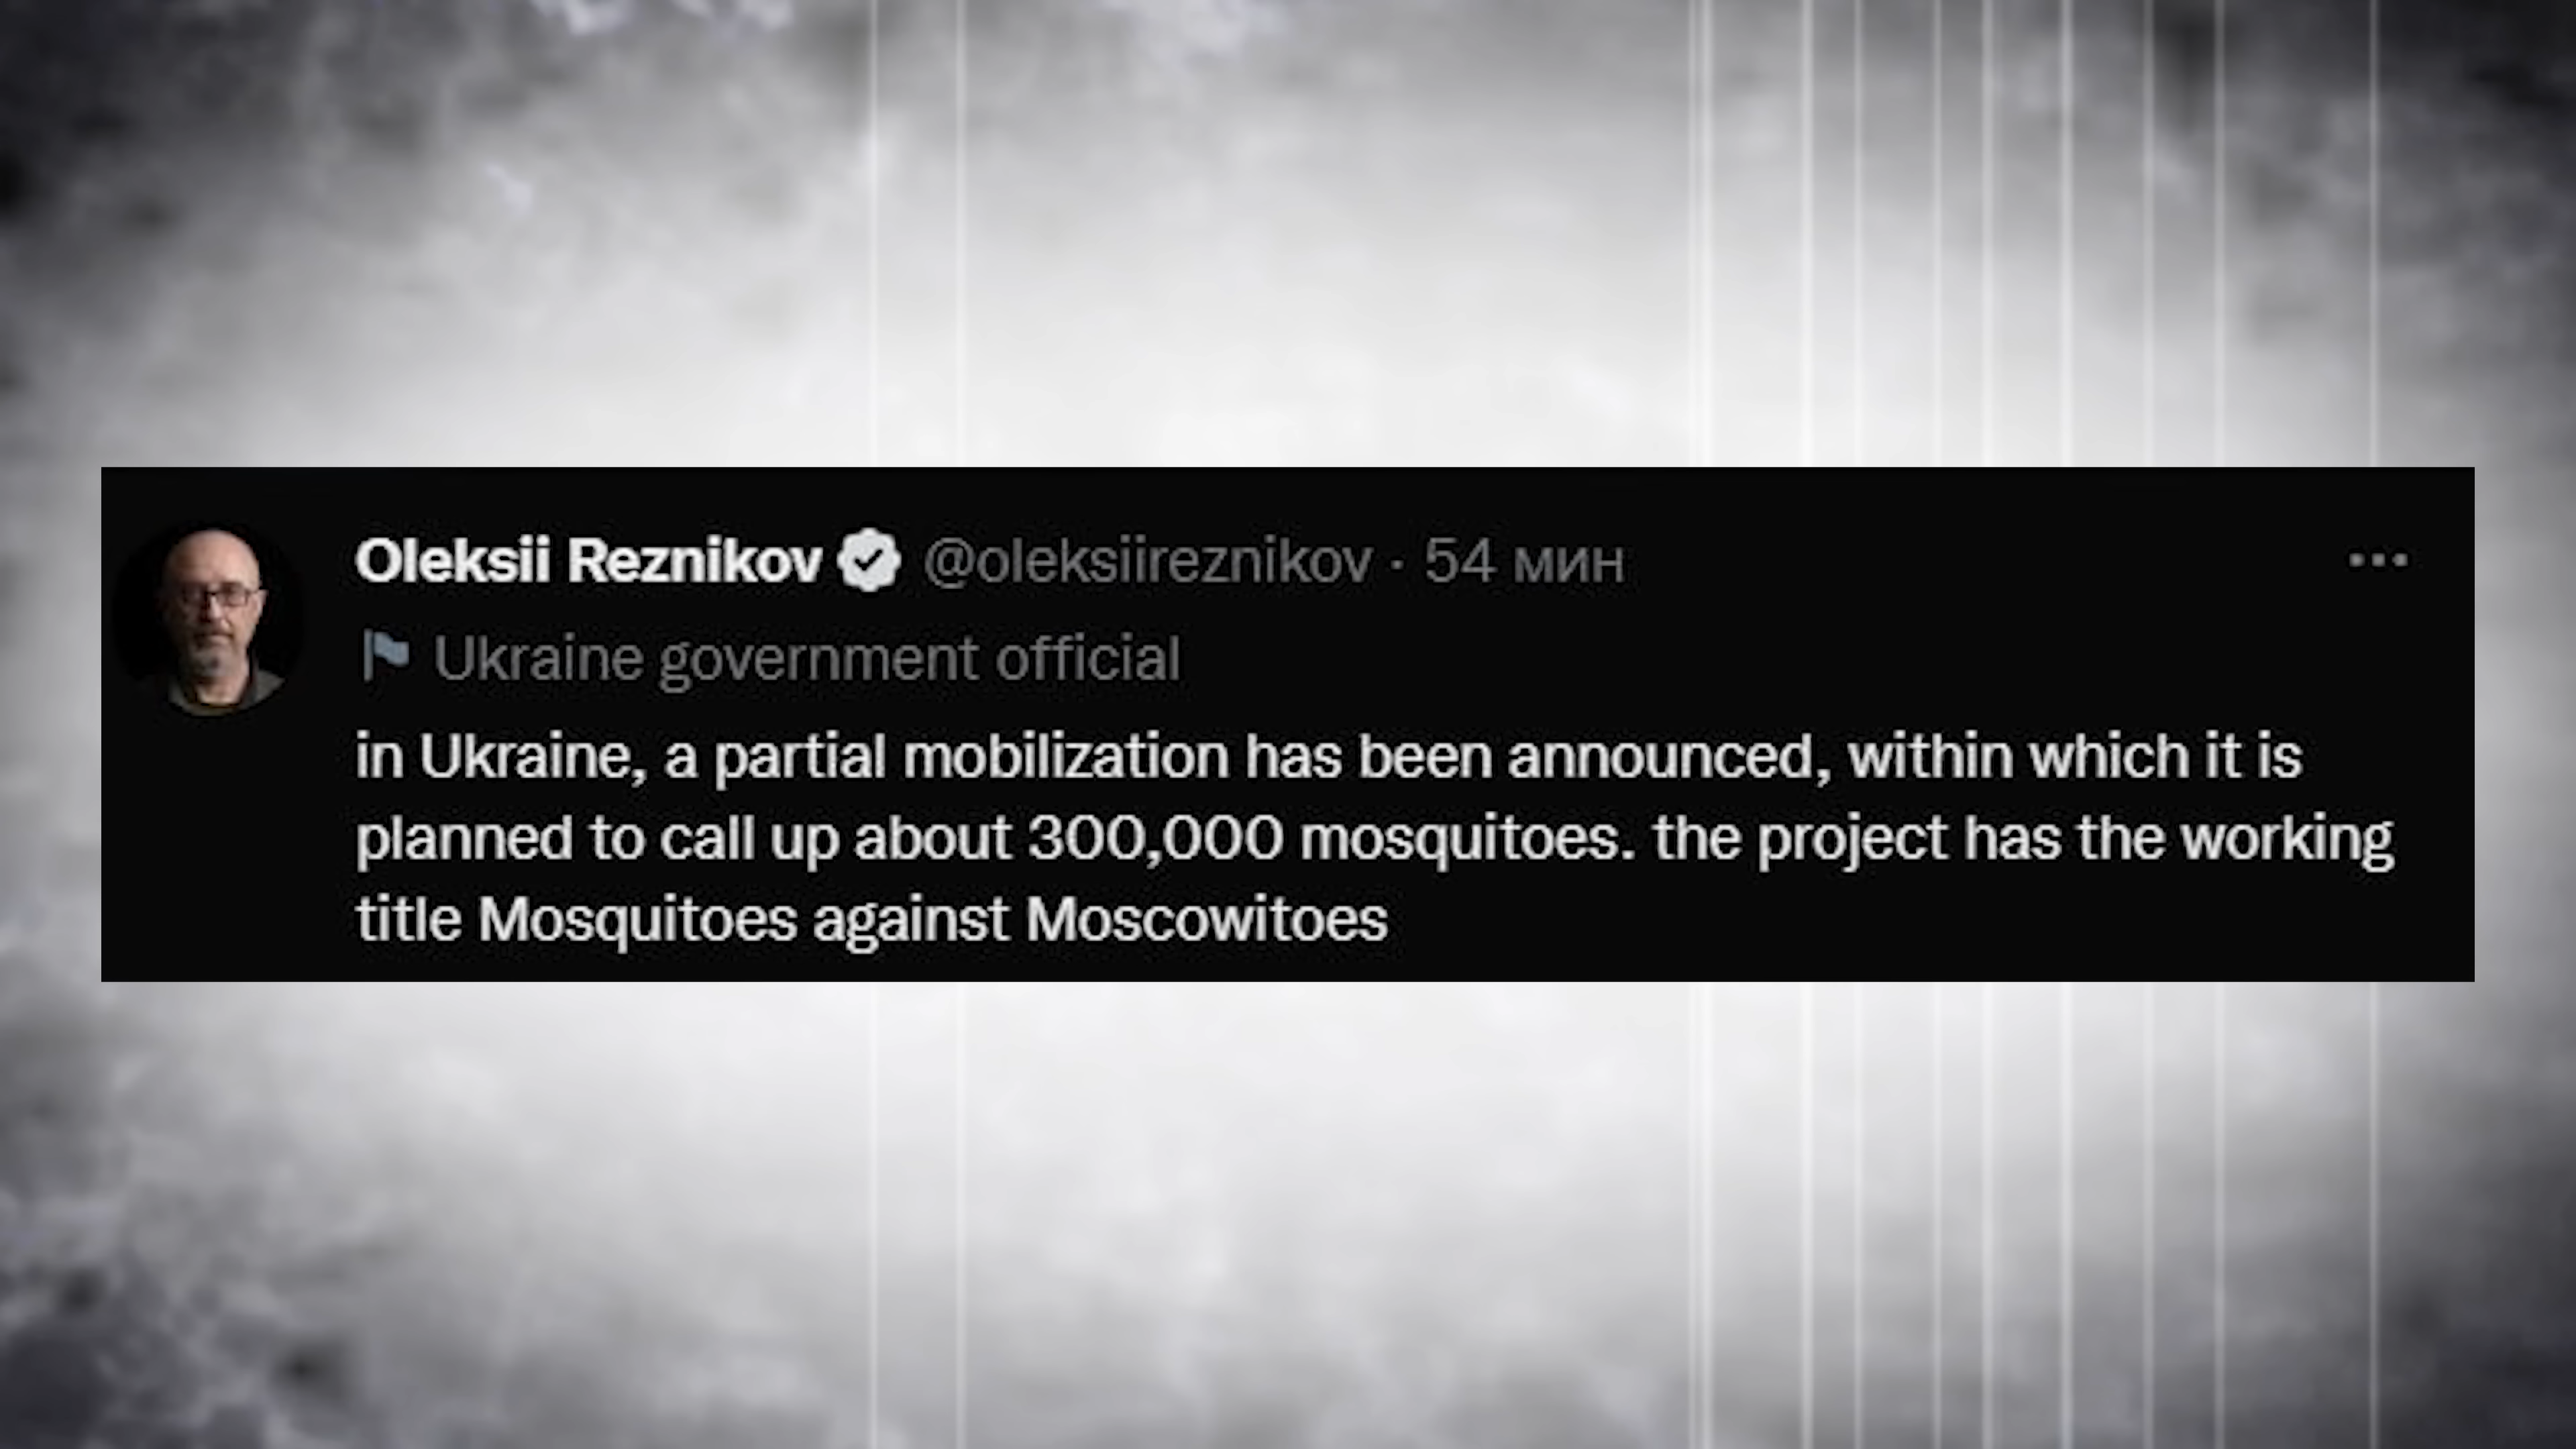 Oleksii Reznikov @oleksiireznikov · 54 мин
Ukraine government official
in Ukraine, a partial mobilization has been announced, within which it is
planned to call up about 300,000 mosquitoes. the project has the working
title Mosquitoes against Moscowitoes